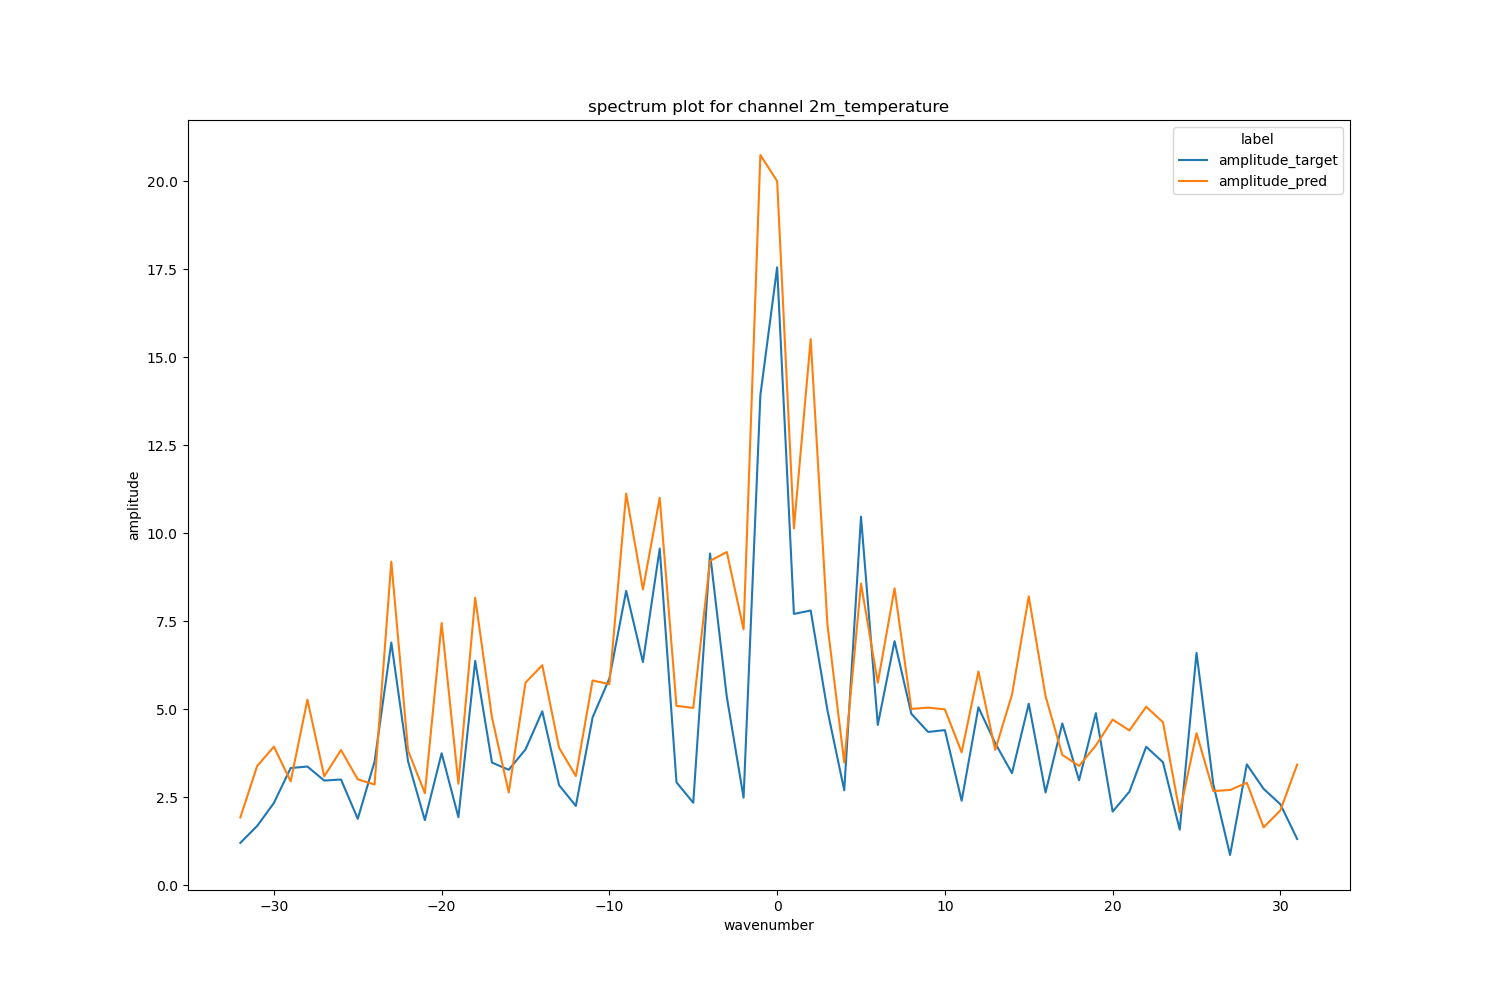 spectrum plot for channel 2m_temperature
label
amplitude_target
amplitude_pred
20.0
17.5
15.0
12.5
10.0
7.5
5.0
2.5
0.0
amplitude
−30
−20
−10
0
10
20
30
wavenumber